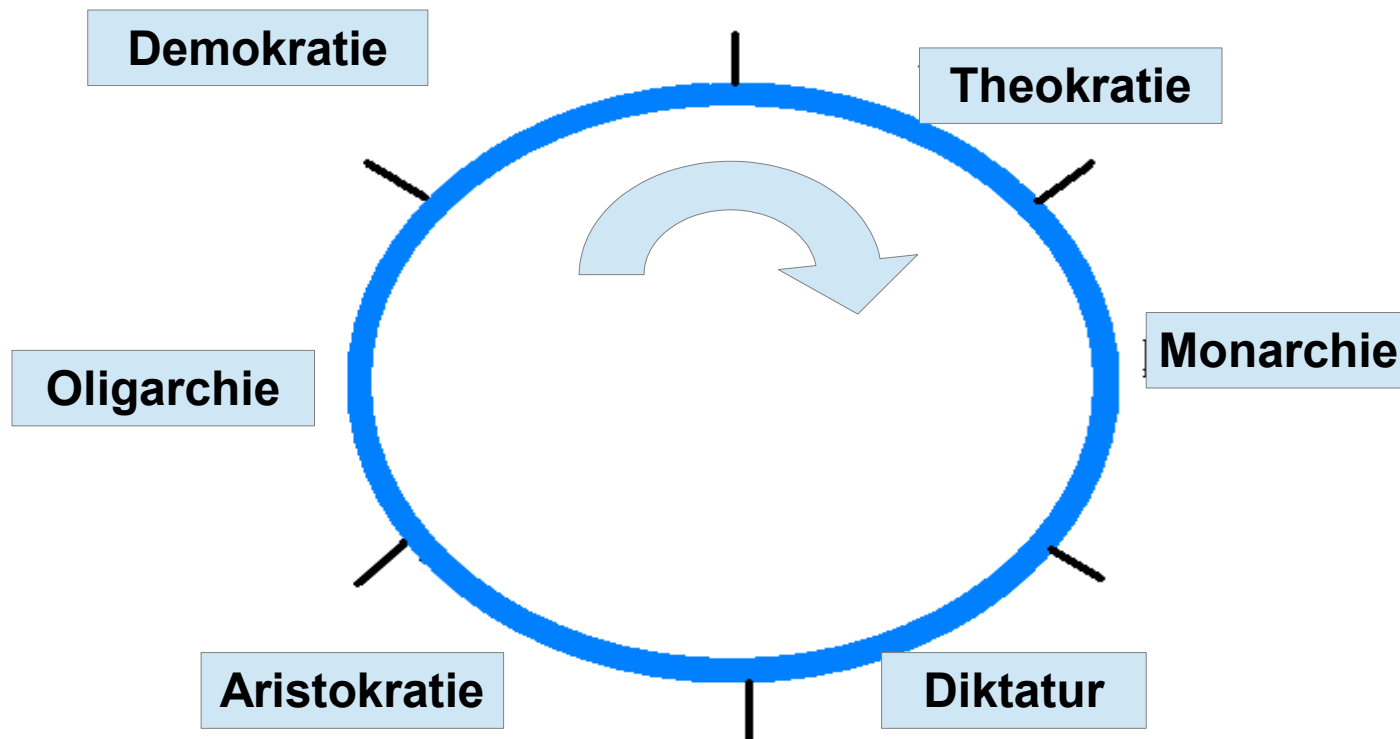 Demokratie
Theokratie
Monarchie
Oligarchie
Aristokratie
Diktatur